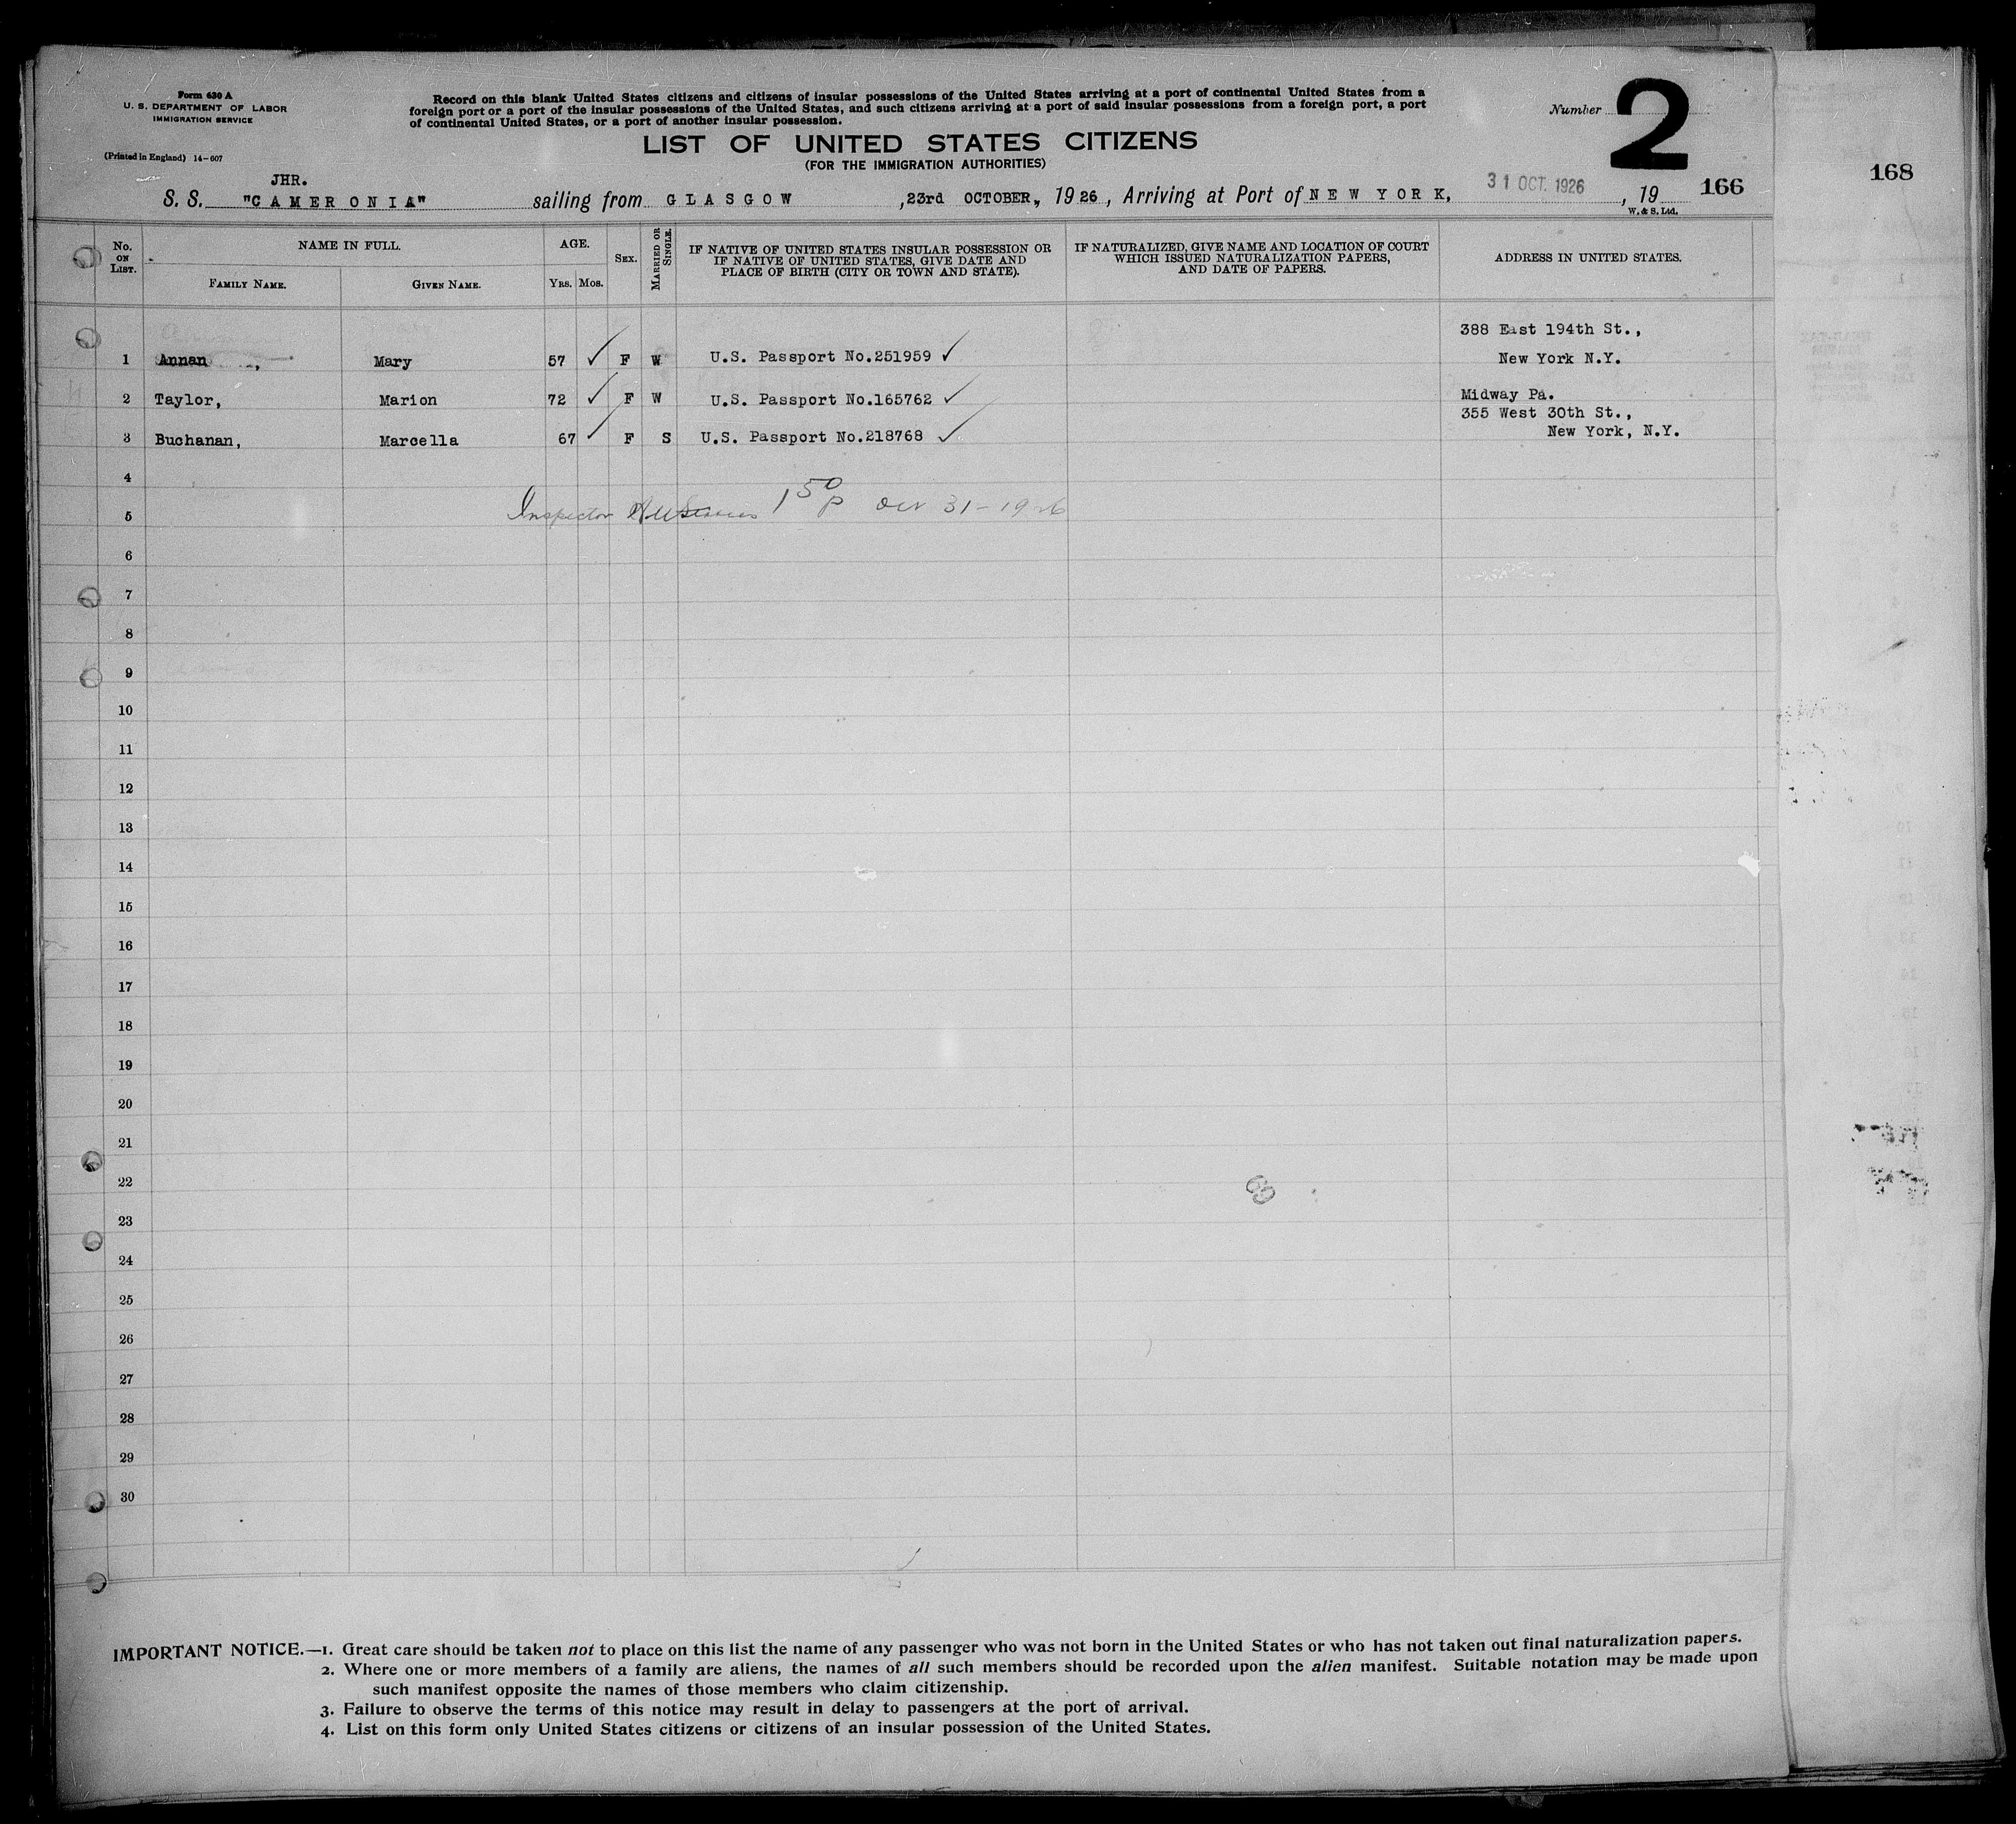 Form 630 A
U. S. DEPARTMENT OF LABOR
IMMIGRATION SERVICE
(Printed in England) 14-607
Record on this blank United States citizens and citizens of insular possessions of the United States arriving at a port of continental United States from a
foreign port or a port of the insular possessions of the United States, and such citizens arriving at a port of said insular possessions from a foreign port, a port
of continental United States, or a port of another insular possession.
LIST OF UNITED STATES CITIZENS
(FOR THE IMMIGRATION AUTHORITIES)
Number 2
166
168
JHR.
S. S. "CAMERONIA" sailing from GLASGOW ,23rd OCTOBER,, 1926, Arriving at Port of NEW YORK, 31 OCT. 1926, 19
W. & S. Ltd.
No. ON LIST.
NAME IN FULL.
FAMILY NAME.
GIVEN NAME.
AGE.
YRS. MOS.
SEX.
MARRIED OR SINGLE.
IF NATIVE OF UNITED STATES INSULAR POSSESSION OR
IF NATIVE OF UNITED STATES, GIVE DATE AND
PLACE OF BIRTH (CITY OR TOWN AND STATE).
IF NATURALIZED, GIVE NAME AND LOCATION OF COURT
WHICH ISSUED NATURALIZATION PAPERS,
AND DATE OF PAPERS.
ADDRESS IN UNITED STATES.
388 East 194th St.,
1 Annan , Mary 57 ✓ F W U.S. Passport No.251959 ✓ New York N.Y.
2 Taylor, Marion 72 ✓ F W U.S. Passport No.165762 ✓ Midway Pa.
355 West 30th St.,
3 Buchanan, Marcella 67 ✓ F S U.S. Passport No.218768 ✓ New York, N.Y.
4
Inspector 1 50 p Oct 31-1926
5
6
7
8
9
10
11
12
13
14
15
16
17
18
19
20
21
22
69
23
24
25
26
27
28
29
30
IMPORTANT NOTICE.—1. Great care should be taken not to place on this list the name of any passenger who was not born in the United States or who has not taken out final naturalization papers.
2. Where one or more members of a family are aliens, the names of all such members should be recorded upon the alien manifest. Suitable notation may be made upon
such manifest opposite the names of those members who claim citizenship.
3. Failure to observe the terms of this notice may result in delay to passengers at the port of arrival.
4. List on this form only United States citizens or citizens of an insular possession of the United States.